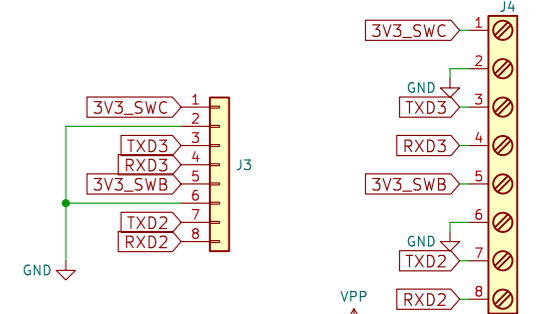 J4
3V3_SWC 1
2
GND
TXD3 3
RXD3 4
3V3_SWB 5
6
GND
TXD2 7
RXD2 8
3V3_SWC 1
2
TXD3 3
RXD3 4
J3
3V3_SWB 5
6
TXD2 7
RXD2 8
GND
VPP